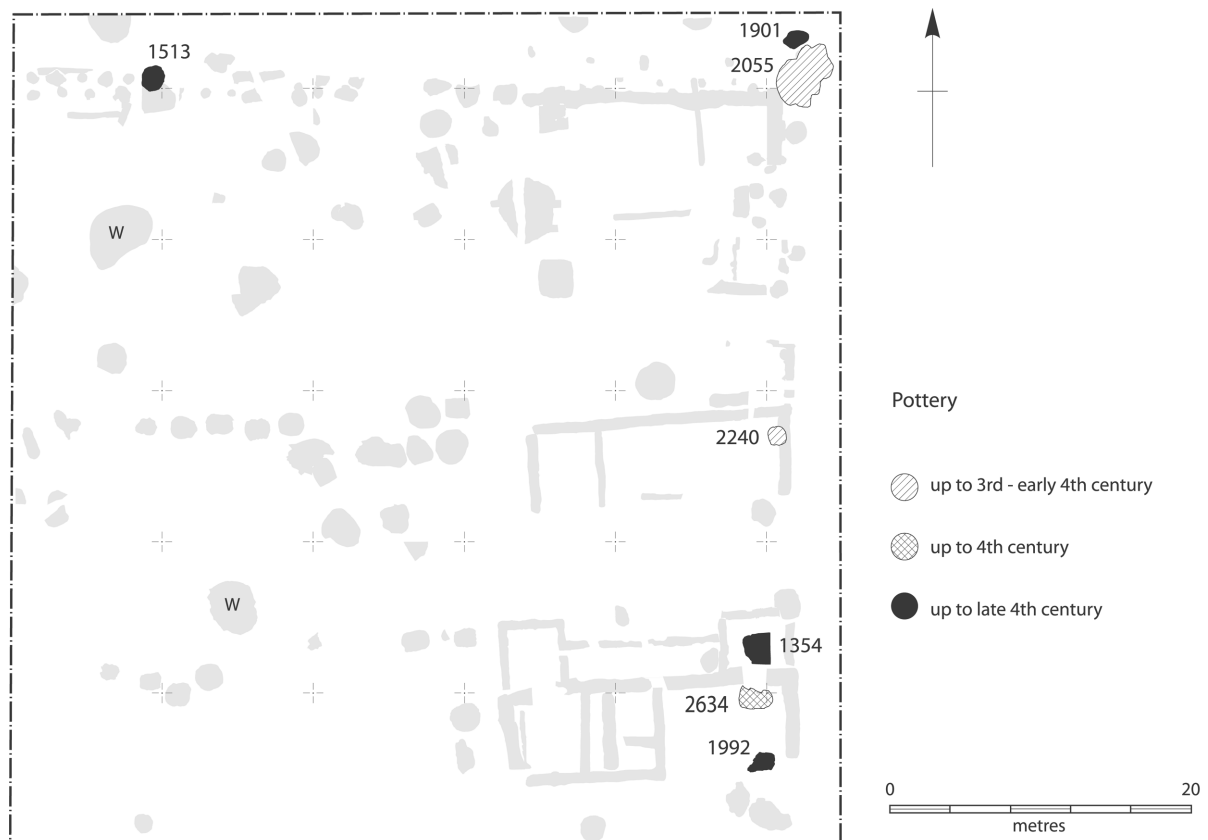 1513
1901
2055
W
2240
W
1354
2634
1992
Pottery
up to 3rd - early 4th century
up to 4th century
up to late 4th century
0 20
metres